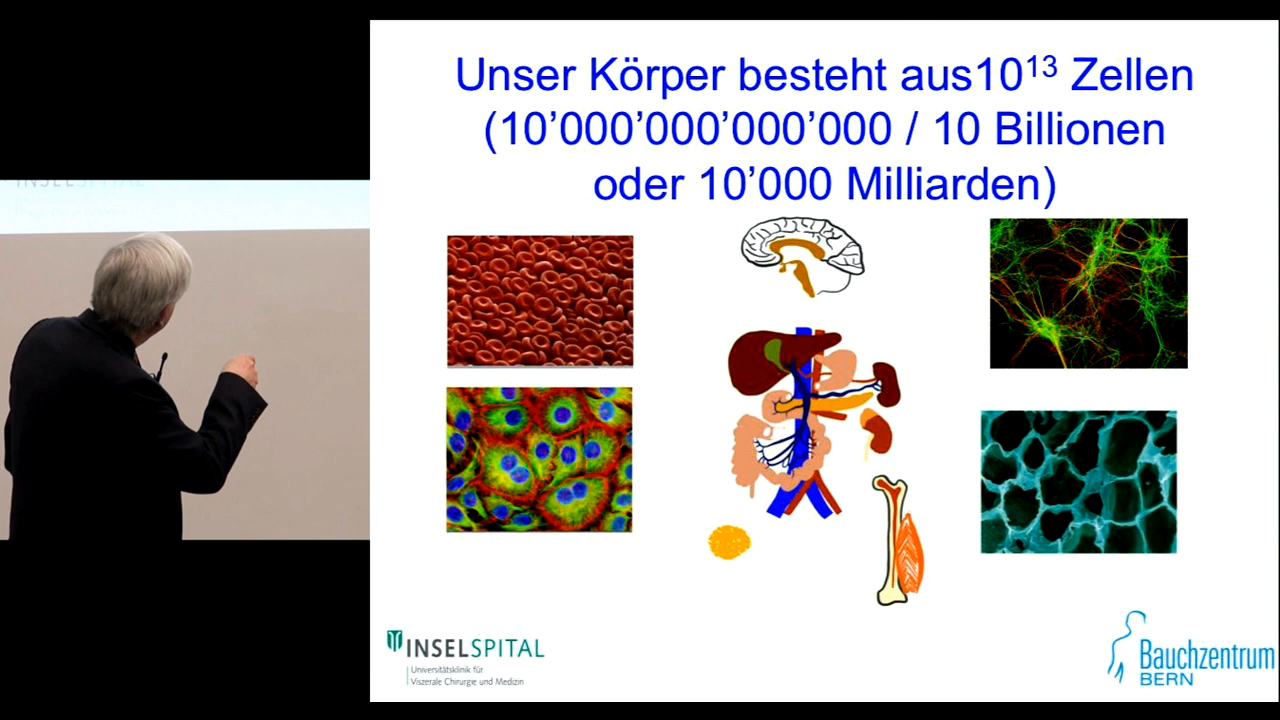 INSELSPITAL
Unser Körper besteht aus10¹³ Zellen
(10’000’000’000’000 / 10 Billionen
oder 10’000 Milliarden)
INSELSPITAL
Universitätsklinik für
Viszerale Chirurgie und Medizin
Bauchzentrum
BERN